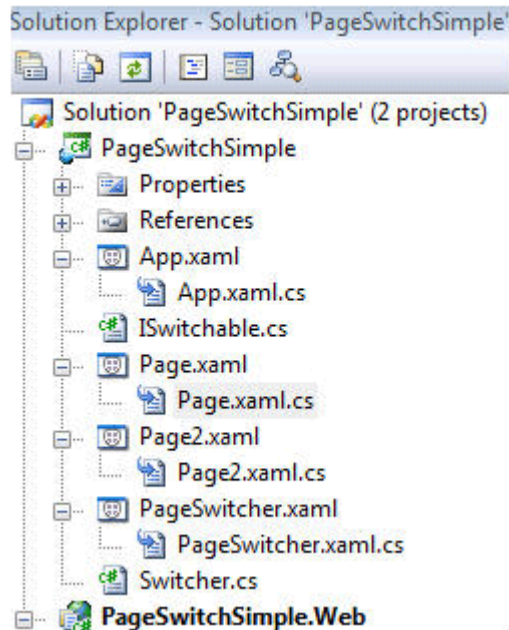 Solution Explorer - Solution 'PageSwitchSimple'
Solution 'PageSwitchSimple' (2 projects)
PageSwitchSimple
Properties
References
App.xaml
App.xaml.cs
ISwitchable.cs
Page.xaml
Page.xaml.cs
Page2.xaml
Page2.xaml.cs
PageSwitcher.xaml
PageSwitcher.xaml.cs
Switcher.cs
PageSwitchSimple.Web